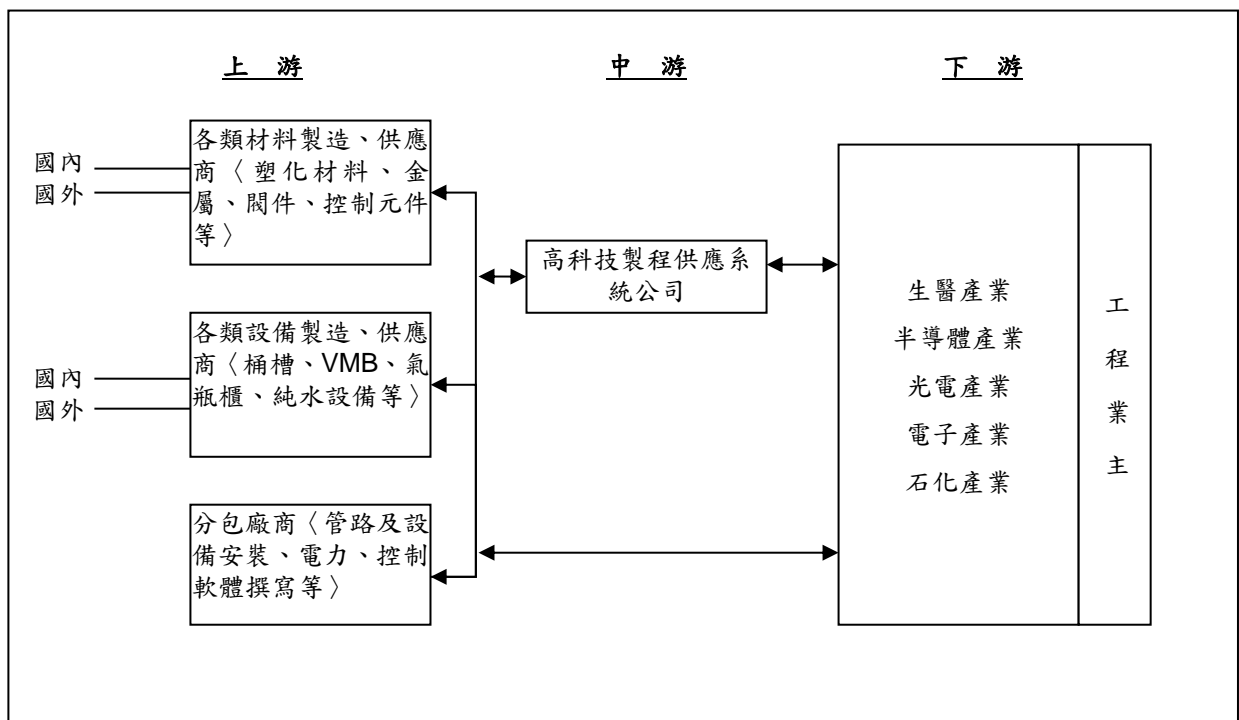 上 游
中 游
下 游
國內
國外
各類材料製造、供應
商〈塑化材料、金
屬、閥件、控制元件
等〉
國內
國外
各類設備製造、供應
商〈桶槽、VMB、氣
瓶櫃、純水設備等〉
分包廠商〈管路及設
備安裝、電力、控制
軟體撰寫等〉
高科技製程供應系
統公司
生醫產業
半導體產業
光電產業
電子產業
石化產業
工
程
業
主